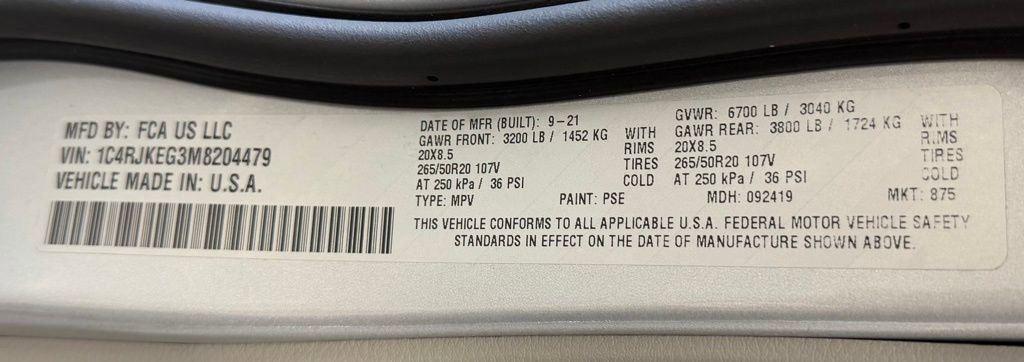 MFD BY: FCA US LLC
VIN: 1C4RJKEG3M8204479
VEHICLE MADE IN: U.S.A.
DATE OF MFR (BUILT): 9-21
GAWR FRONT: 3200 LB / 1452 KG WITH
20X8.5 RIMS
265/50R20 107V TIRES
AT 250 kPa / 36 PSI COLD
GVWR: 6700 LB / 3040 KG
GAWR REAR: 3800 LB / 1724 KG WITH
20X8.5 RIMS
265/50R20 107V TIRES
AT 250 kPa / 36 PSI COLD
TYPE: MPV PAINT: PSE MDH: 092419 MKT: 875
THIS VEHICLE CONFORMS TO ALL APPLICABLE U.S.A. FEDERAL MOTOR VEHICLE SAFETY
STANDARDS IN EFFECT ON THE DATE OF MANUFACTURE SHOWN ABOVE.